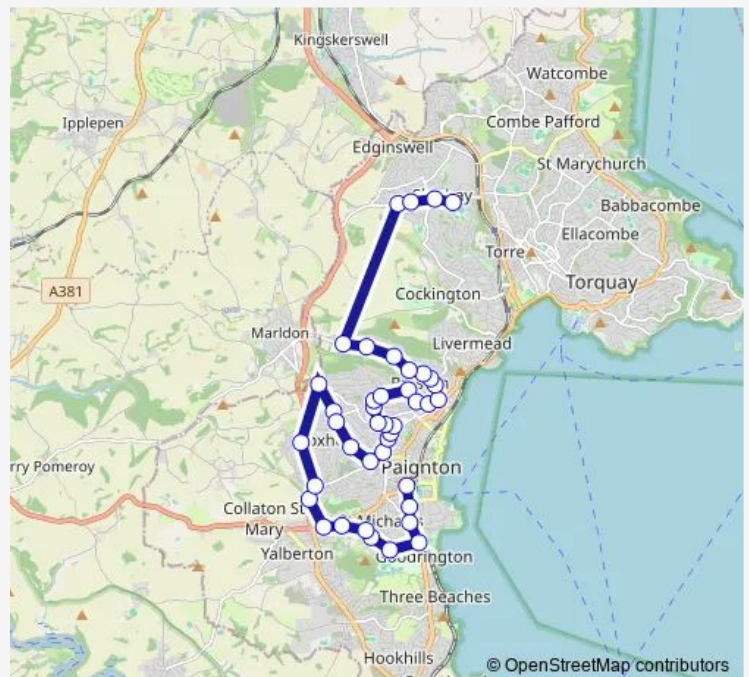 Kingskerswell
Watcombe
Ipplepen
Combe Pafford
Edginswell
St Marychurch
Babbacombe
Ellacombe
Torre
A381
Torquay
Cockington
Marldon
Livermead
rry Pomeroy
Paignton
Collaton St
Mary
Yalberton
Goodrington
Three Beaches
Hookhills
© OpenStreetMap contributors